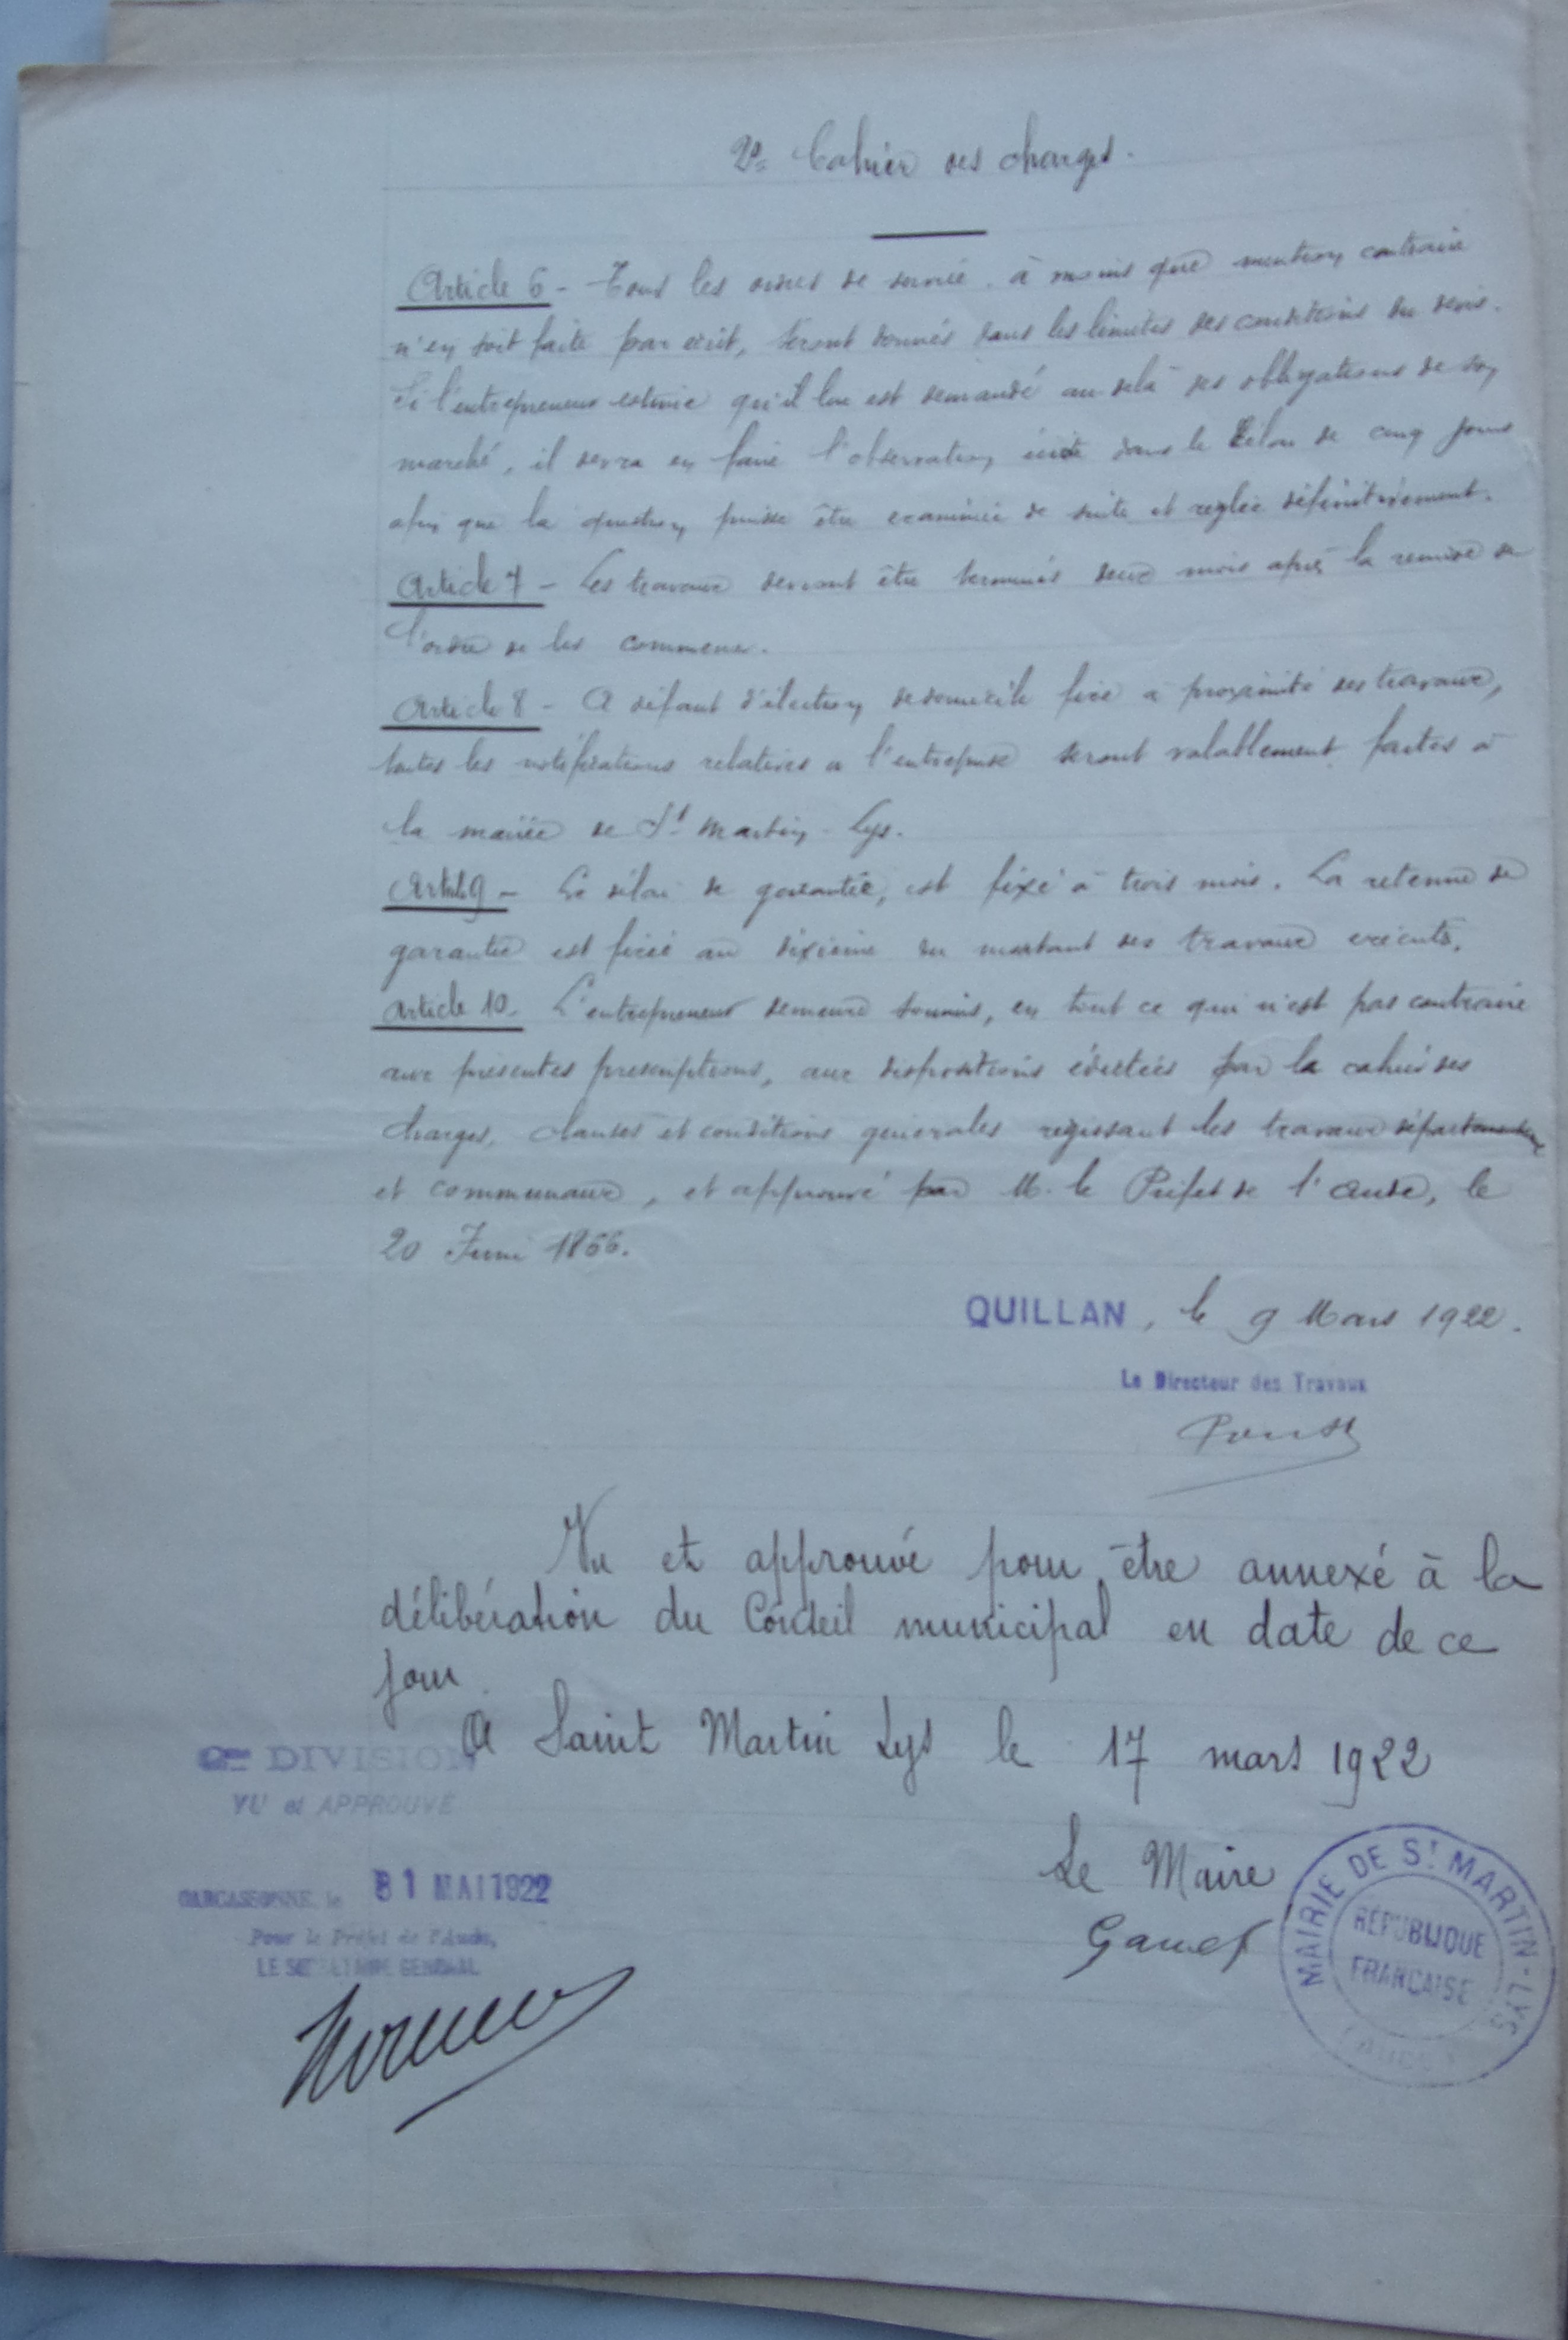 2º Cahier des charges.
Article 6 - Tous les ordres de service à moins que mention contraire
n'en soit faite par écrit, seront donnés dans les limites des conditions du devis.
Si l'entrepreneur estime qu'il lui est demandé au delà des obligations de son
marché, il devra en faire l'observation écrite dans le délai de cinq jours
afin que la question puisse être examinée de suite et reglée définitivement.
Article 7 - Les travaux devront être terminés deux mois après la remise de
l'ordre de les commencer.
Article 8 - A défaut d'élection de domicile fixé à proximité des travaux,
toutes les notifications relatives a l'entreprise seront valablement faites à
la mairie de St Martin-Lys.
Article 9 - Le délai de garantie, est fixé à trois mois. La retenue de
garantie est fixée au dixième du montant des travaux exécutés.
Article 10. L'entrepreneur demeure soumis, en tout ce qui n'est pas contraire
aux présentes prescriptions, aux dispositions édictées par le cahier des
charges, clauses et conditions générales régissant les travaux départementaux
et communaux, et approuvé par M. le Préfet de l'Aude, le
20 Juin 1866.
QUILLAN, le 9 Mars 1922.
Le Directeur des Travaux
Vu et approuvé pour être annexé à la
délibération du Conseil municipal en date de ce
jour.
A Saint Martin Lys le 17 mars 1922
2me DIVISION
VU et APPROUVÉ
CARCASSONNE, le 31 MAI 1922
Pour le Préfet de l'Aude,
LE SECRÉTAIRE GÉNÉRAL
Le Maire
MAIRIE DE St MARTIN-LYS
RÉPUBLIQUE
FRANÇAISE
(AUDE)